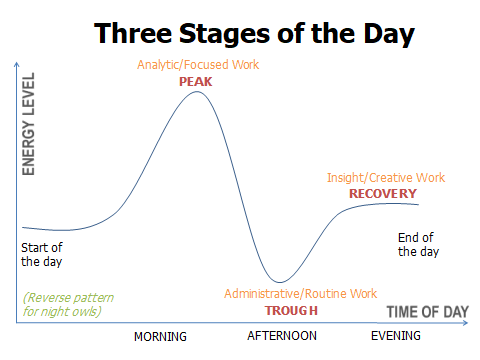 Three Stages of the Day
Analytic/Focused Work
PEAK
ENERGY LEVEL
Insight/Creative Work
RECOVERY
Start of
the day
End of
the day
Administrative/Routine Work
TROUGH
(Reverse pattern
for night owls)
TIME OF DAY
MORNING
AFTERNOON
EVENING